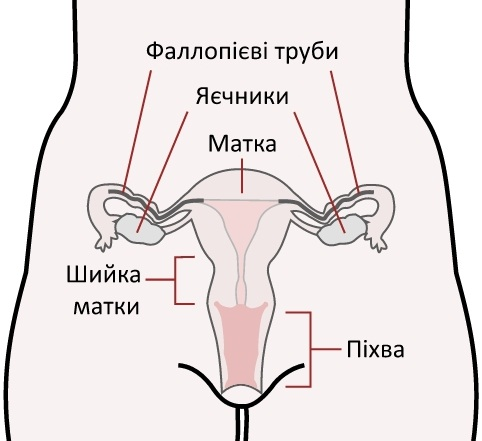 Фаллопієві труби
Яєчники
Матка
Шийка
матки
Піхва